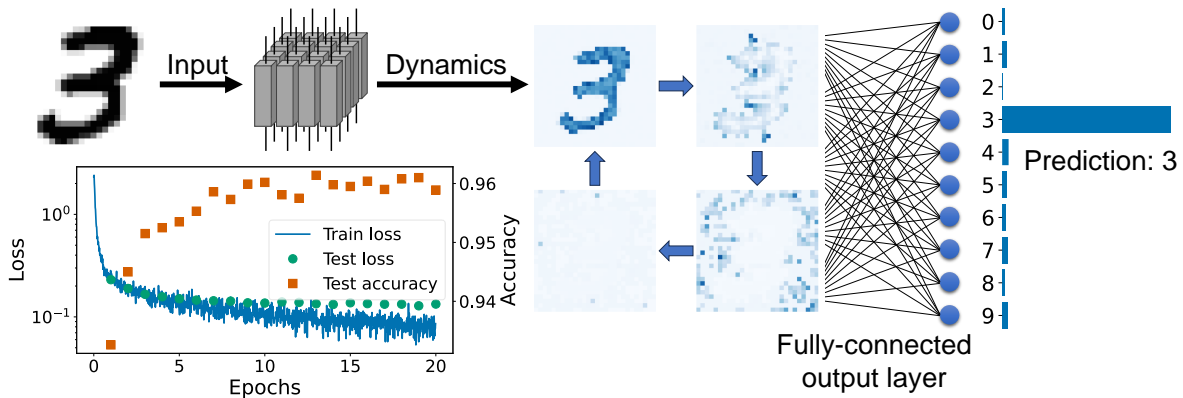 Input
Dynamics
0
1
2
3
4
5
6
7
8
9
Prediction: 3
Fully-connected
output layer
Loss
10⁰
10⁻¹
Train loss
Test loss
Test accuracy
0.96
0.95
0.94
Accuracy
0 5 10 15 20
Epochs